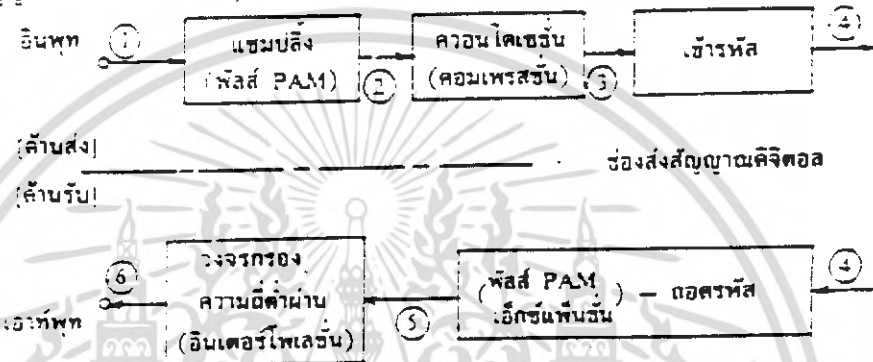 อินพุท ①
แซมปลิ้ง
(พัลส์ PAM)
②
ควอนไตเซชั่น
(คอมเพรสชั่น)
③
เข้ารหัส
④
[ด้านส่ง]
ช่องส่งสัญญาณดิจิตอล
[ด้านรับ]
⑥
เอาท์พุท
วงจรกรอง
ความถี่ต่ำผ่าน
(อินเตอร์โพเลชั่น)
⑤
(พัลส์ PAM เอ็กซ์แพ็นชั่น) — ถอดรหัส
④